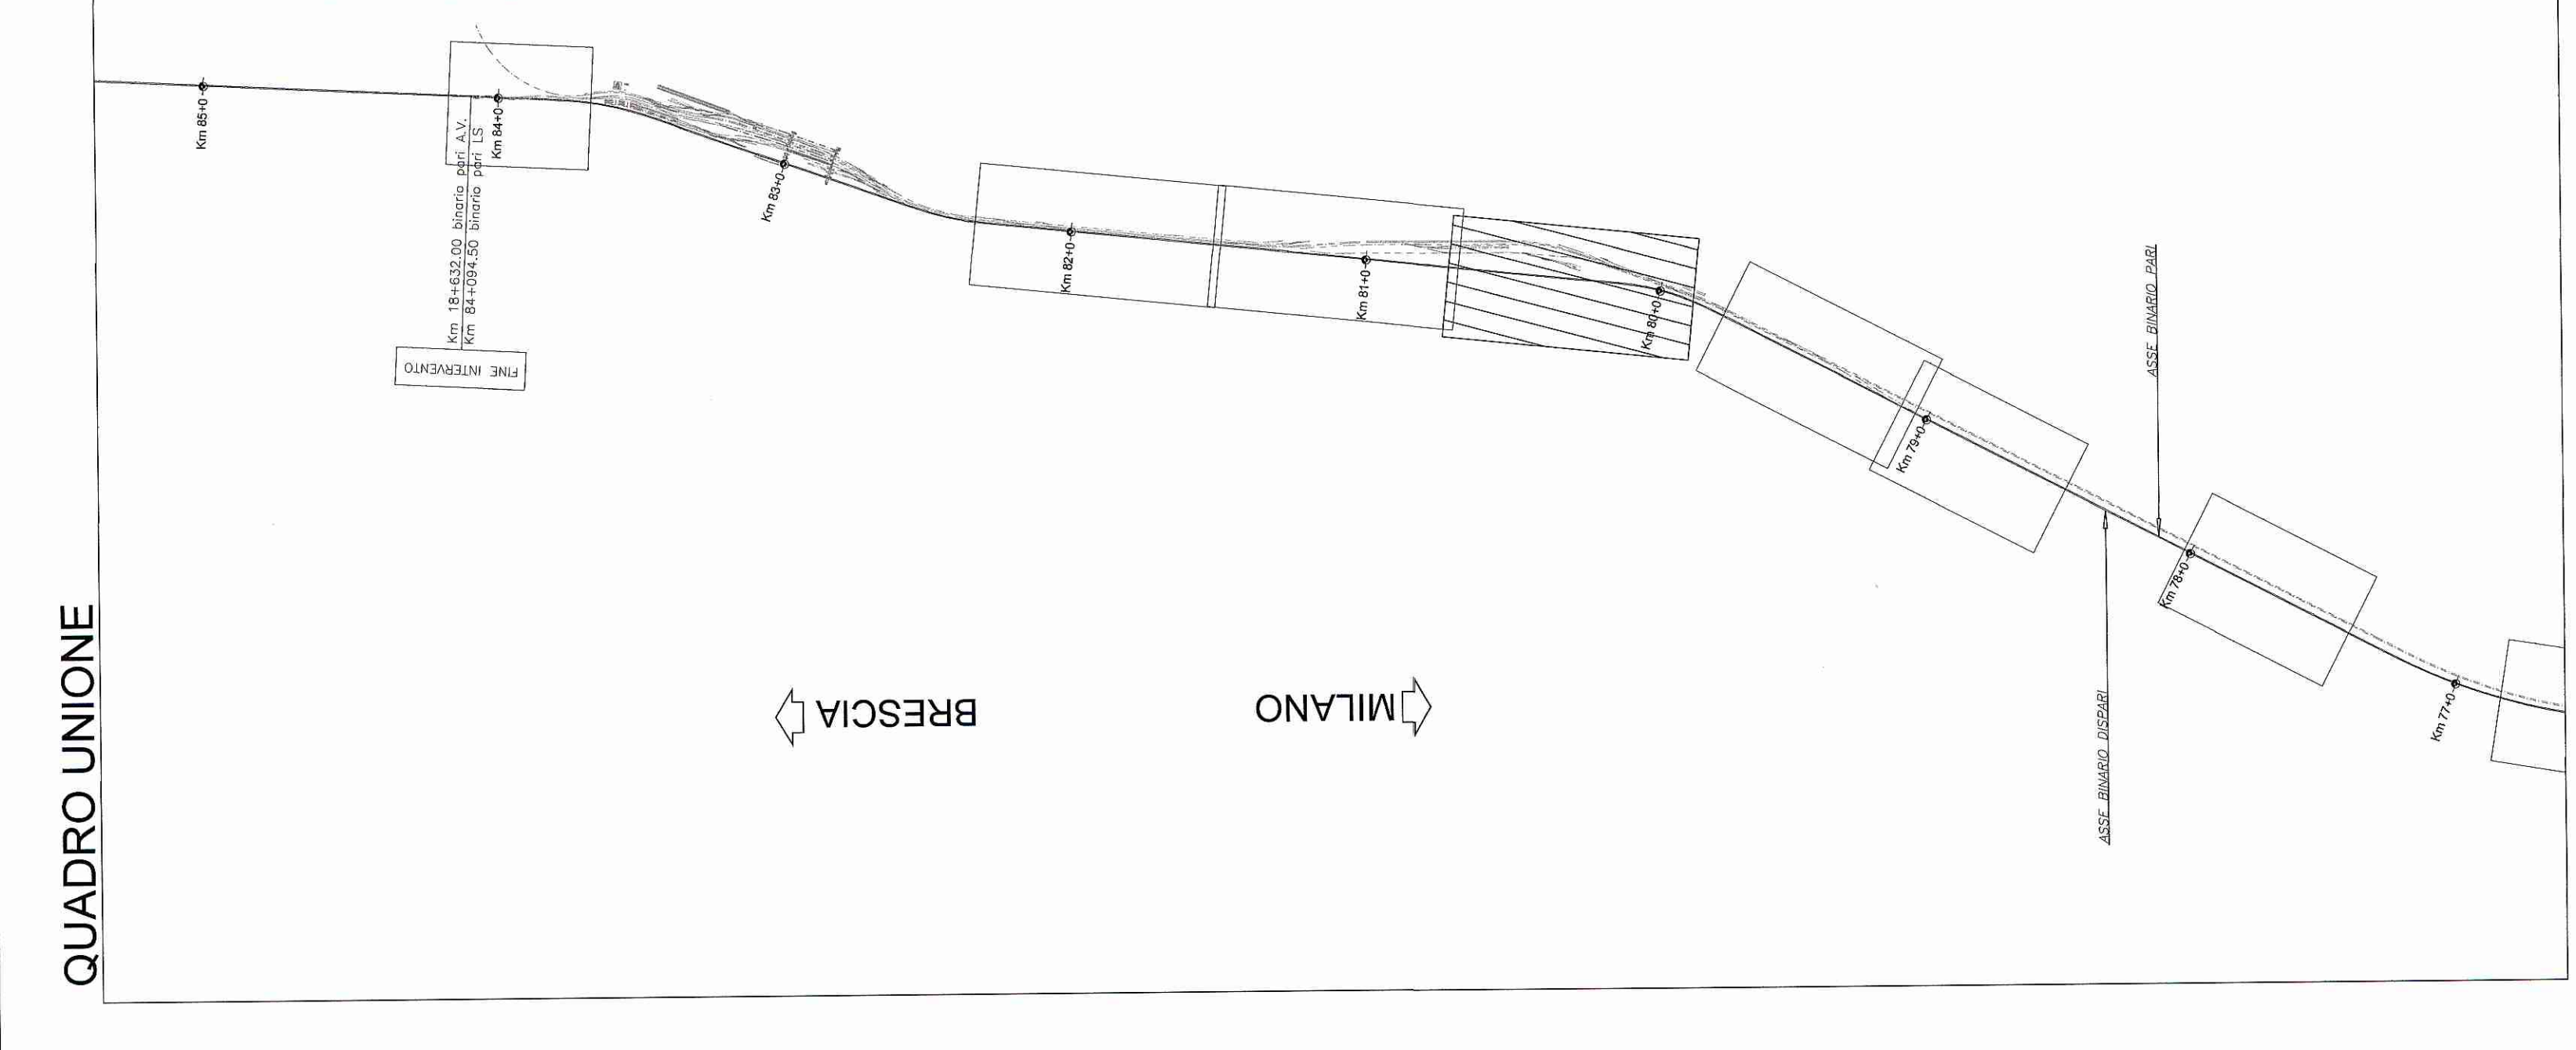 QUADRO UNIONE
Km 85+0
Km 84+0
Km 18+632.00 binario pari A.V.
Km 84+094.50 binario pari LS
FINE INTERVENTO
Km 83+0
Km 82+0
Km 81+0
Km 80+0
Km 79+0
Km 78+0
Km 77+0
ASSE BINARIO PARI
ASSE BINARIO DISPARI
BRESCIA
MILANO